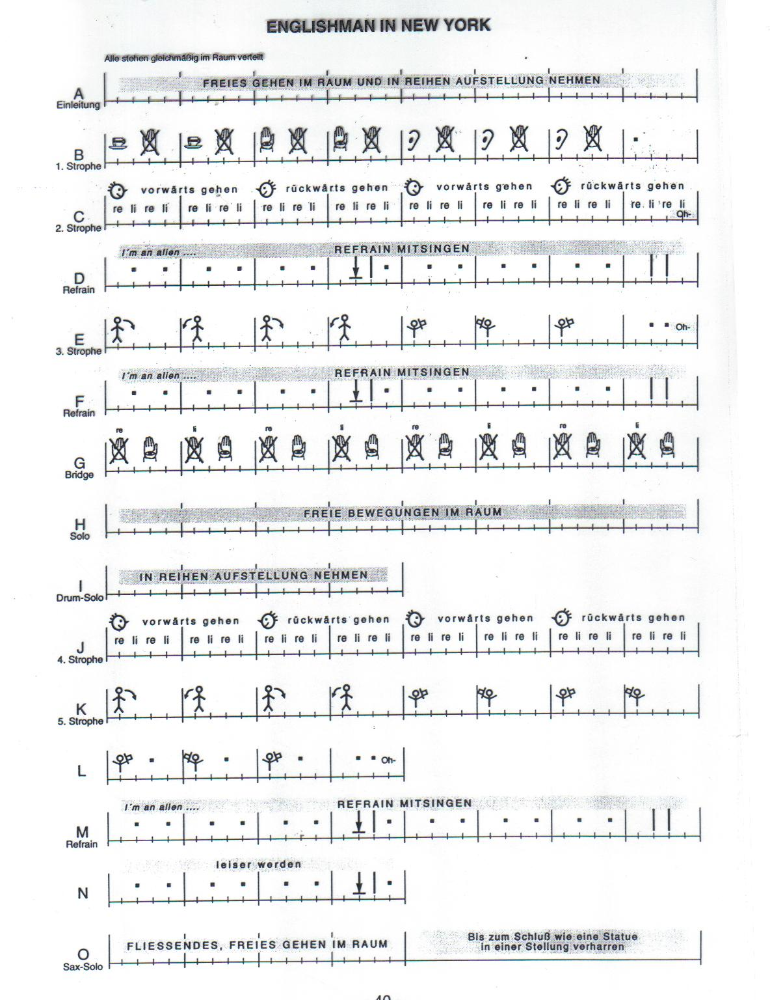 ENGLISHMAN IN NEW YORK
Alle stehen gleichmäßig im Raum verteilt
FREIES GEHEN IM RAUM UND IN REIHEN AUFSTELLUNG NEHMEN
A
Einleitung
B
1. Strophe
vorwärts gehen rückwärts gehen vorwärts gehen rückwärts gehen
re li re li re li re li re li re li re li re li re li re li re li re li re li re li re li re li
C
Oh-
2. Strophe
I'm an alien .... REFRAIN MITSINGEN
D
Refrain
E Oh-
3. Strophe
I'm an alien .... REFRAIN MITSINGEN
F
Refrain
re li re li re li re li
G
Bridge
FREIE BEWEGUNGEN IM RAUM
H
Solo
IN REIHEN AUFSTELLUNG NEHMEN
I
Drum-Solo
vorwärts gehen rückwärts gehen vorwärts gehen rückwärts gehen
re li re li re li re li re li re li re li re li re li re li re li re li re li re li re li re li
J
4. Strophe
K
5. Strophe
Oh-
L
I'm an alien .... REFRAIN MITSINGEN
M
Refrain
leiser werden
N
FLIESSENDES, FREIES GEHEN IM RAUM
Bis zum Schluß wie eine Statue
in einer Stellung verharren
O
Sax-Solo